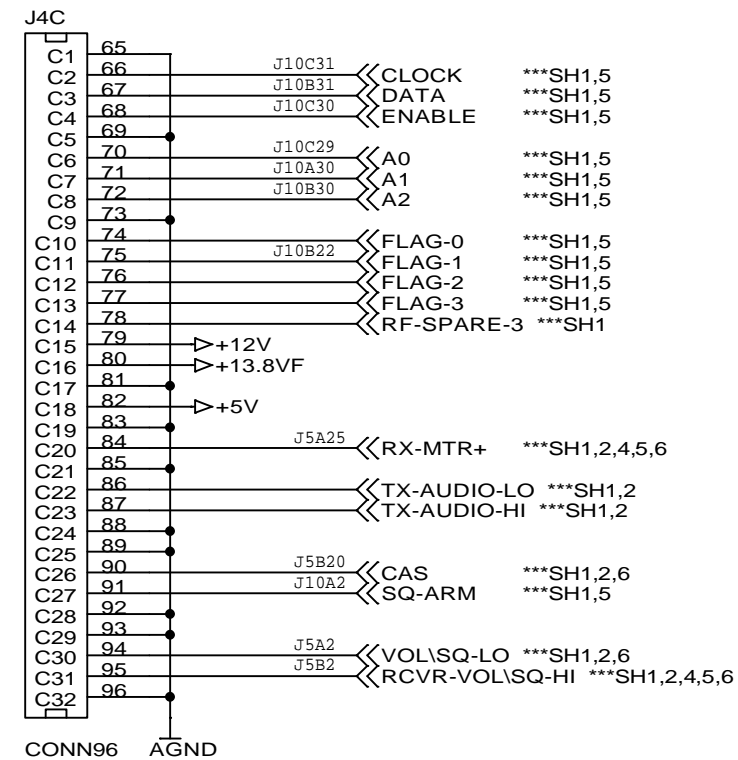 J4C
C1 65
C2 66 J10C31 CLOCK ***SH1,5
C3 67 J10B31 DATA ***SH1,5
C4 68 J10C30 ENABLE ***SH1,5
C5 69
C6 70 J10C29 A0 ***SH1,5
C7 71 J10A30 A1 ***SH1,5
C8 72 J10B30 A2 ***SH1,5
C9 73
C10 74 FLAG-0 ***SH1,5
C11 75 J10B22 FLAG-1 ***SH1,5
C12 76 FLAG-2 ***SH1,5
C13 77 FLAG-3 ***SH1,5
C14 78 RF-SPARE-3 ***SH1
C15 79 +12V
C16 80 +13.8VF
C17 81
C18 82 +5V
C19 83
C20 84 J5A25 RX-MTR+ ***SH1,2,4,5,6
C21 85
C22 86 TX-AUDIO-LO ***SH1,2
C23 87 TX-AUDIO-HI ***SH1,2
C24 88
C25 89
C26 90 J5B20 CAS ***SH1,2,6
C27 91 J10A2 SQ-ARM ***SH1,5
C28 92
C29 93
C30 94 J5A2 VOL\SQ-LO ***SH1,2,6
C31 95 J5B2 RCVR-VOL\SQ-HI ***SH1,2,4,5,6
C32 96
CONN96 AGND